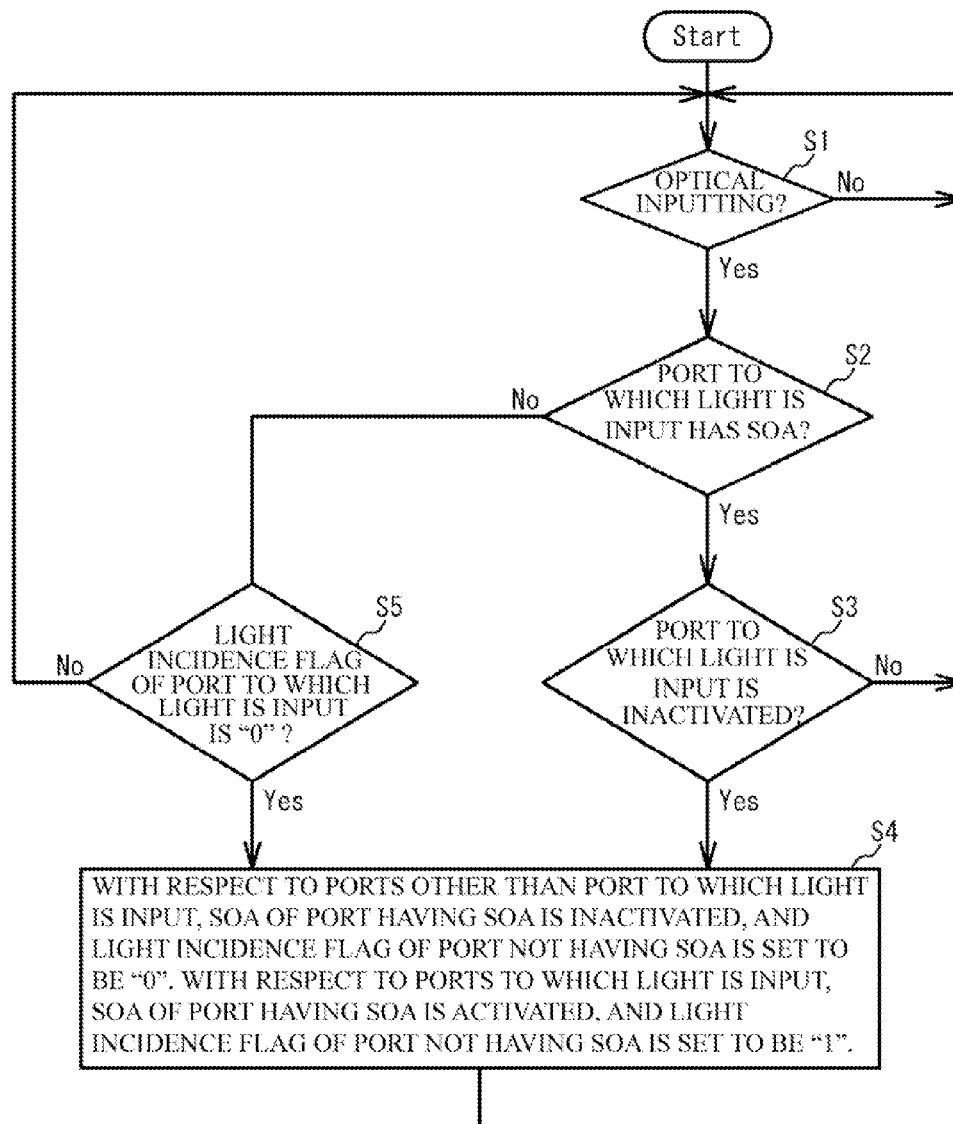 Start
S1
OPTICAL
INPUTTING?
No
Yes
S2
PORT TO
WHICH LIGHT IS
INPUT HAS SOA?
No
Yes
S5
LIGHT
INCIDENCE FLAG
OF PORT TO WHICH
LIGHT IS INPUT
IS “0” ?
No
Yes
S3
PORT TO
WHICH LIGHT IS
INPUT IS
INACTIVATED?
No
Yes
S4
WITH RESPECT TO PORTS OTHER THAN PORT TO WHICH LIGHT
IS INPUT, SOA OF PORT HAVING SOA IS INACTIVATED, AND
LIGHT INCIDENCE FLAG OF PORT NOT HAVING SOA IS SET TO
BE “0”. WITH RESPECT TO PORTS TO WHICH LIGHT IS INPUT,
SOA OF PORT HAVING SOA IS ACTIVATED, AND LIGHT
INCIDENCE FLAG OF PORT NOT HAVING SOA IS SET TO BE “1”.